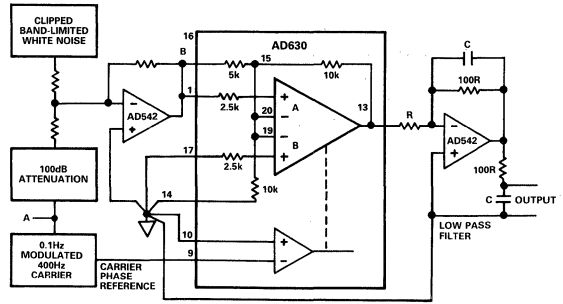 CLIPPED
BAND-LIMITED
WHITE NOISE
16
AD630
B
15
5k
10k
C
100R
1
2.5k
A
13
R
20
19
AD542
AD542
B
17
2.5k
100R
100dB
ATTENUATION
14
10k
A
C
OUTPUT
LOW PASS
FILTER
10
0.1Hz
MODULATED
400Hz
CARRIER
9
CARRIER
PHASE
REFERENCE